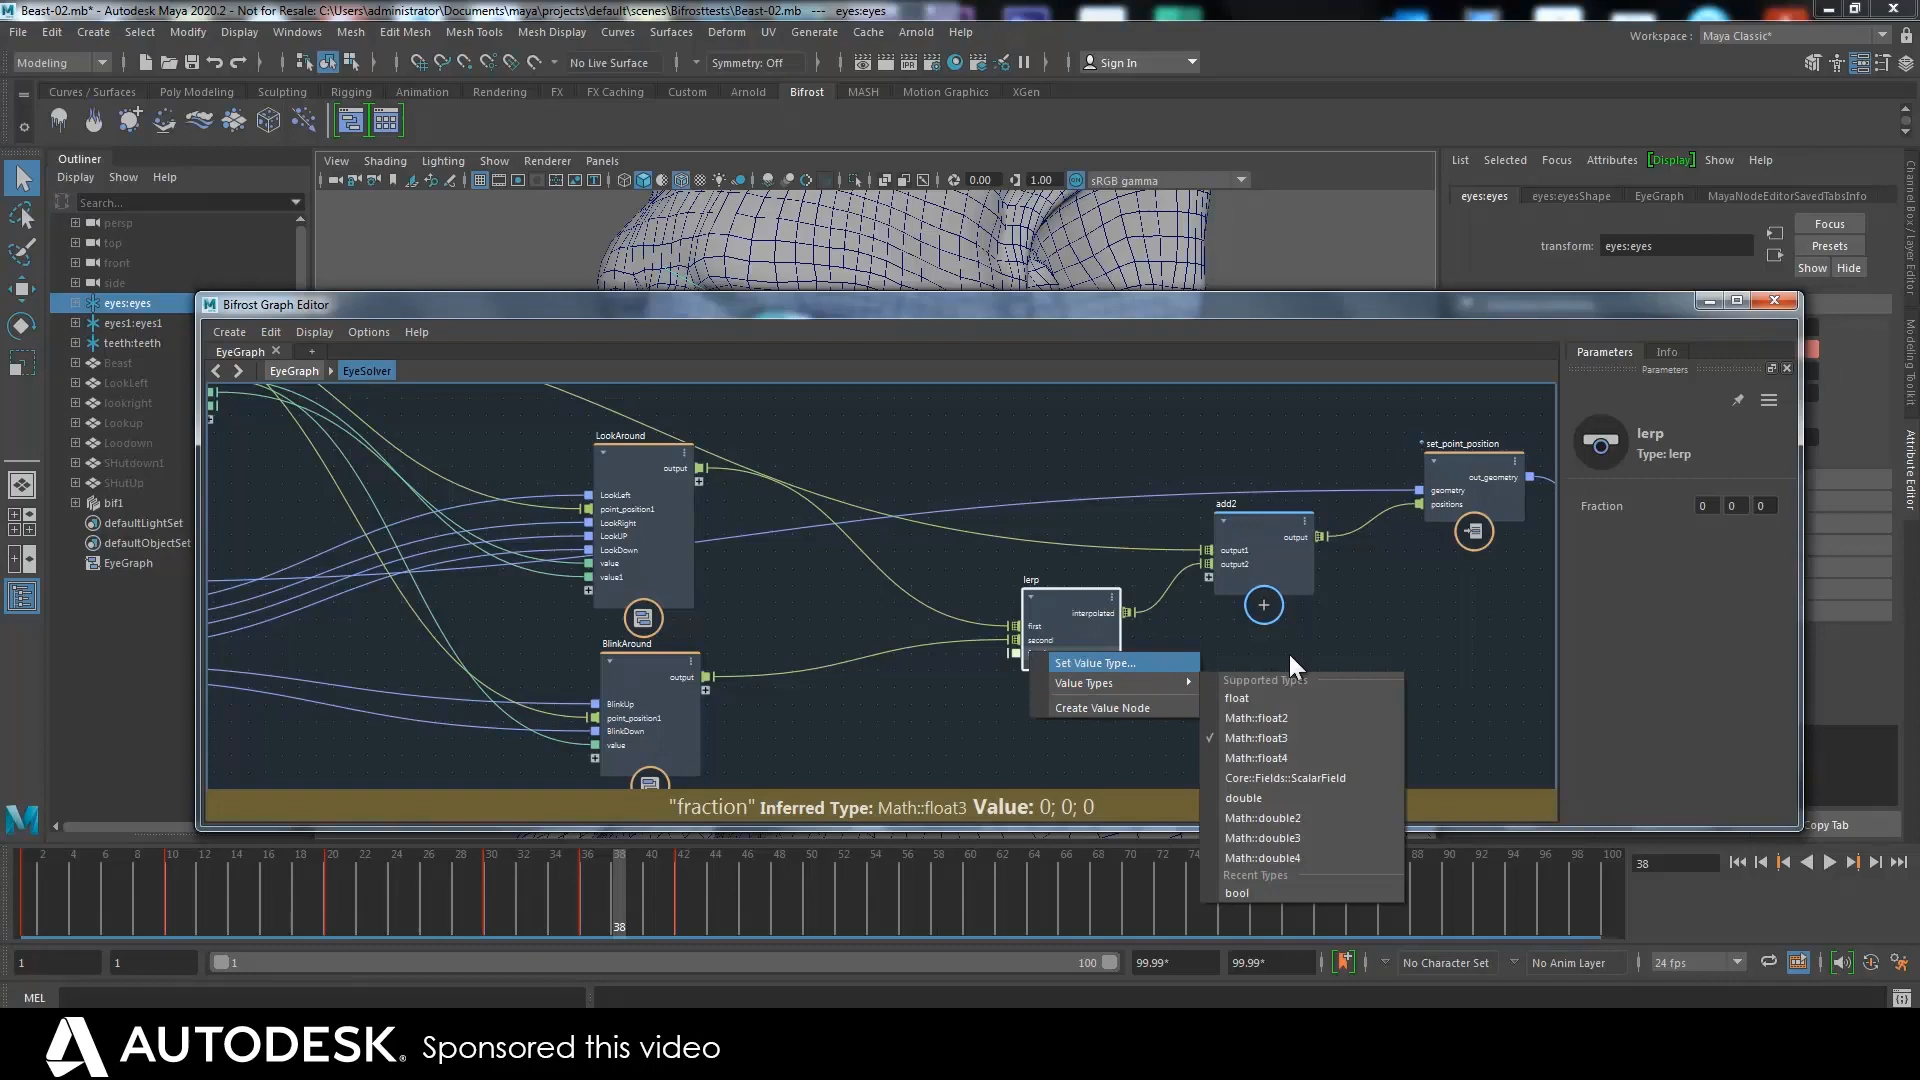 Beast-02.mb* - Autodesk Maya 2020.2 - Not for Resale: C:\Users\administrator\Documents\maya\projects\default\scenes\Bifrosttests\Beast-02.mb --- eyes:eyes
File Edit Create Select Modify Display Windows Mesh Edit Mesh Mesh Tools Mesh Display Curves Surfaces Deform UV Generate Cache Arnold Help
Workspace : Maya Classic*
Modeling No Live Surface Symmetry: Off IPR Sign In
Curves / Surfaces Poly Modeling Sculpting Rigging Animation Rendering FX FX Caching Custom Arnold Bifrost MASH Motion Graphics XGen
Outliner
Display Show Help
Search...
persp
top
front
side
eyes:eyes
eyes1:eyes1
teeth:teeth
Beast
LookLeft
lookright
Lookup
Loodown
SHutdown1
SHutUp
bif1
defaultLightSet
defaultObjectSet
EyeGraph
View Shading Lighting Show Renderer Panels
0.00 1.00 sRGB gamma
List Selected Focus Attributes Display Show Help
eyes:eyes eyes:eyesShape EyeGraph MayaNodeEditorSavedTabsInfo
transform: eyes:eyes
Focus
Presets
Show Hide
Channel Box / Layer Editor
Modeling Toolkit
Attribute Editor
Bifrost Graph Editor
Create Edit Display Options Help
EyeGraph
EyeGraph EyeSolver
LookAround
output
LookLeft
point_position1
LookRight
LookUP
LookDown
value
value1
BlinkAround
output
BlinkUp
point_position1
BlinkDown
value
lerp
interpolated
first
second
add2
output
output1
output2
set_point_position
out_geometry
geometry
positions
Set Value Type...
Value Types
Create Value Node
Supported Types
float
Math::float2
Math::float3
Math::float4
Core::Fields::ScalarField
double
Math::double2
Math::double3
Math::double4
Recent Types
bool
"fraction" Inferred Type: Math::float3 Value: 0; 0; 0
Parameters Info
Parameters
lerp
Type: lerp
Fraction 0 0 0
Copy Tab
2 4 6 8 10 12 14 16 18 20 22 24 26 28 30 32 34 36 38 40 42 44 46 48 50 52 54 56 58 60 62 64 66 68 70 72 74 88 90 92 94 96 98 100
38
38
1 1 1 100 99.99* 99.99* No Character Set No Anim Layer 24 fps
MEL
AUTODESK. Sponsored this video